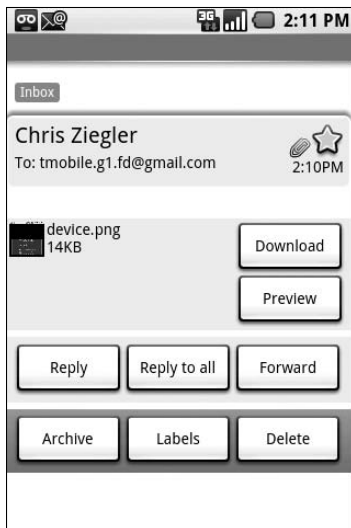 3G 2:11 PM
Inbox
Chris Ziegler
To: tmobile.g1.fd@gmail.com
2:10PM
device.png
14KB
Download
Preview
Reply Reply to all Forward
Archive Labels Delete